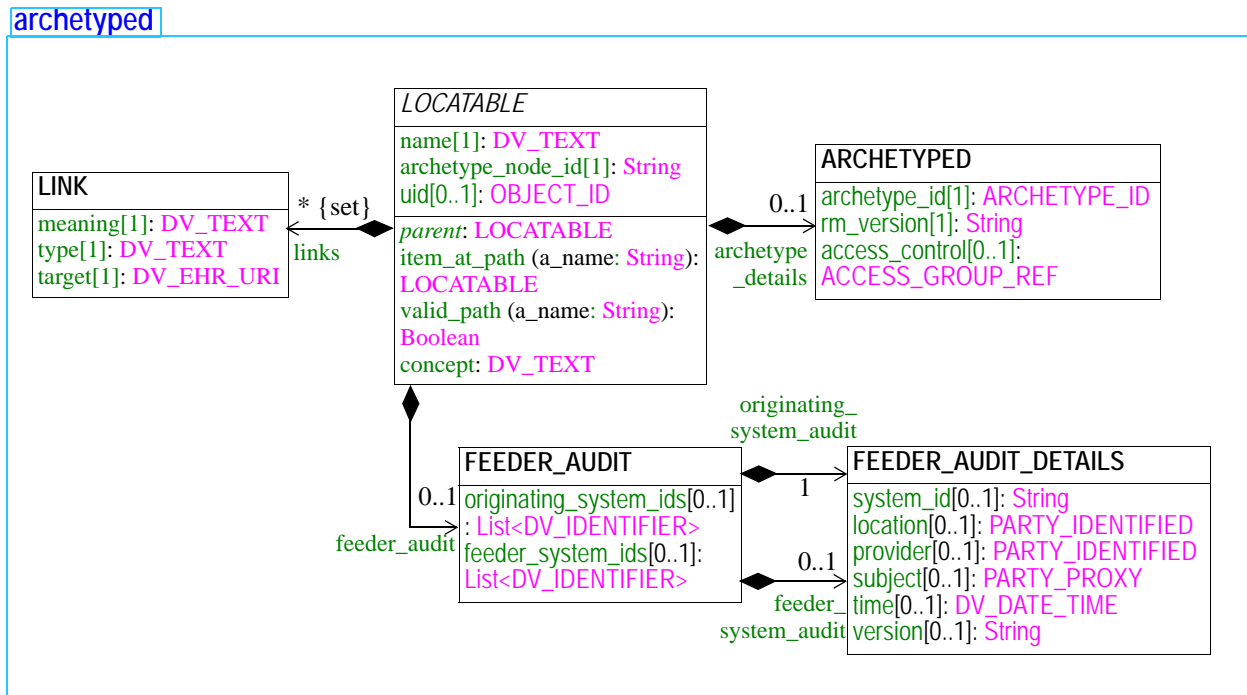 archetyped
LOCATABLE
name[1]: DV_TEXT
archetype_node_id[1]: String
uid[0..1]: OBJECT_ID
parent: LOCATABLE
item_at_path (a_name: String):
LOCATABLE
valid_path (a_name: String):
Boolean
concept: DV_TEXT
LINK
meaning[1]: DV_TEXT
type[1]: DV_TEXT
target[1]: DV_EHR_URI
* {set}
links
0..1
archetype
_details
ARCHETYPED
archetype_id[1]: ARCHETYPE_ID
rm_version[1]: String
access_control[0..1]:
ACCESS_GROUP_REF
0..1
feeder_audit
FEEDER_AUDIT
originating_system_ids[0..1]
: List<DV_IDENTIFIER>
feeder_system_ids[0..1]:
List<DV_IDENTIFIER>
originating_
system_audit
1
0..1
feeder_
system_audit
FEEDER_AUDIT_DETAILS
system_id[0..1]: String
location[0..1]: PARTY_IDENTIFIED
provider[0..1]: PARTY_IDENTIFIED
subject[0..1]: PARTY_PROXY
time[0..1]: DV_DATE_TIME
version[0..1]: String